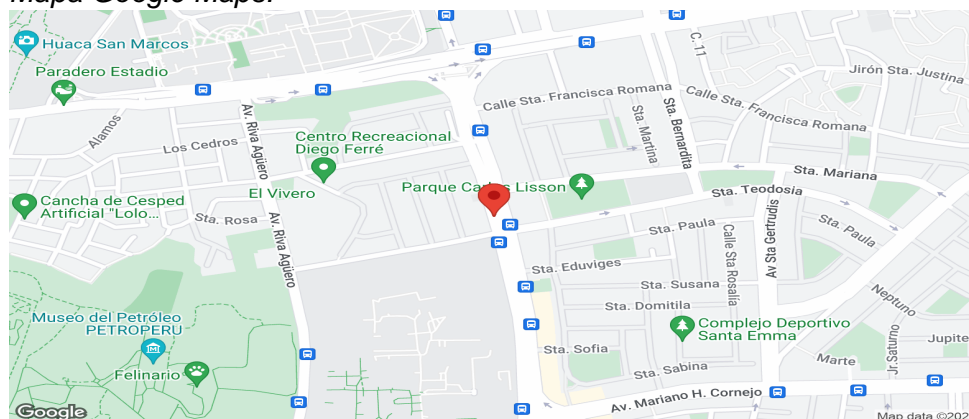 Mapa Google Maps:
Huaca San Marcos
Paradero Estadio
Alamos
Los Cedros
Av. Riva Agüero
Centro Recreacional
Diego Ferré
El Vivero
Cancha de Cesped
Artificial "Lolo...
Sta. Rosa
Av. Riva Agüero
Museo del Petróleo
PETROPERU
Felinario
Google
C. 11
Jirón Sta. Justina
Calle Sta. Francisca Romana
Calle Sta. Francisca Romana
Sta. Martina
Sta. Bernardita
Parque Carlos Lisson
Sta. Mariana
Sta. Teodosia
Sta. Paula
Sta. Paula
Calle Sta Rosalía
Av Sta Gertrudis
Sta. Eduviges
Sta. Susana
Sta. Domitila
Complejo Deportivo
Santa Emma
Neptuno
Jr.Saturno
Jupite
Marte
Sta. Sofia
Sta. Sabina
Av. Mariano H. Cornejo
Map data ©202